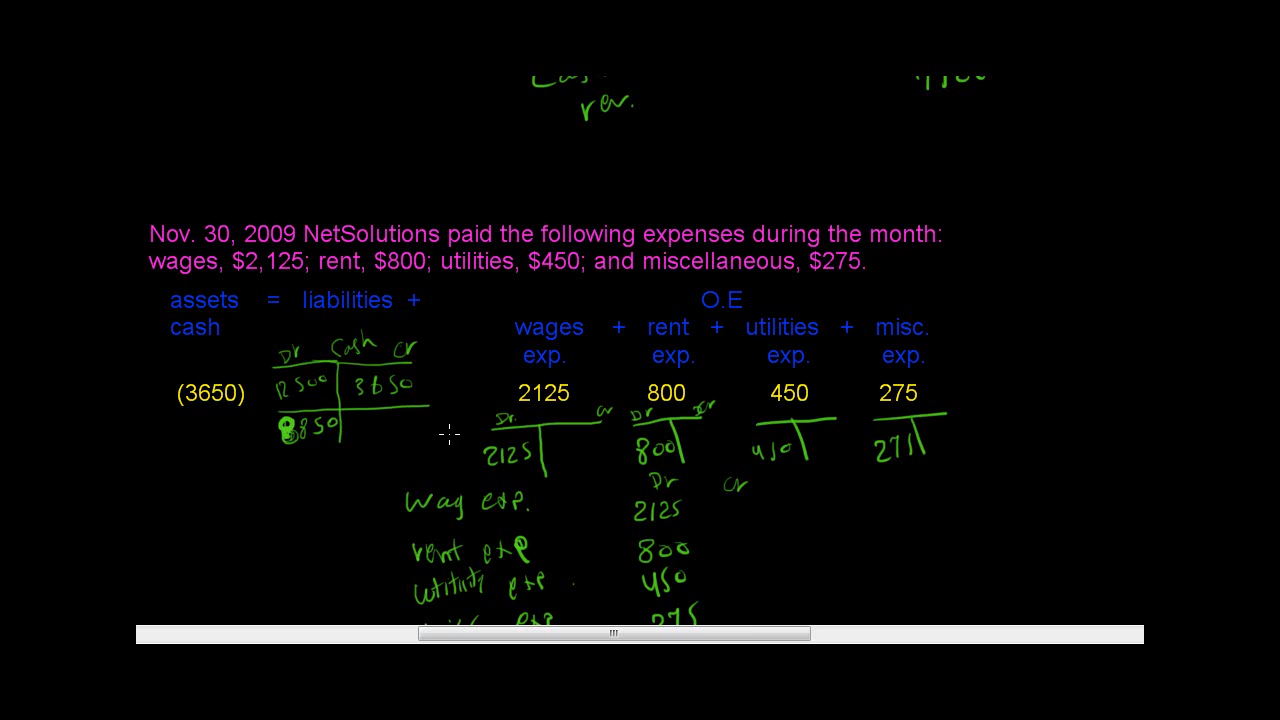 rev.
Nov. 30, 2009 NetSolutions paid the following expenses during the month:
wages, $2,125; rent, $800; utilities, $450; and miscellaneous, $275.
assets = liabilities + O.E
cash wages + rent + utilities + misc.
exp. exp. exp. exp.
Dr Cash Cr
12500 3650
(3650) 2125 800 450 275
Dr. Cr Dr Cr
8850
2125 800 450 275
Dr Cr
Wag exp. 2125
rent exp 800
utility exp 450
exp 275